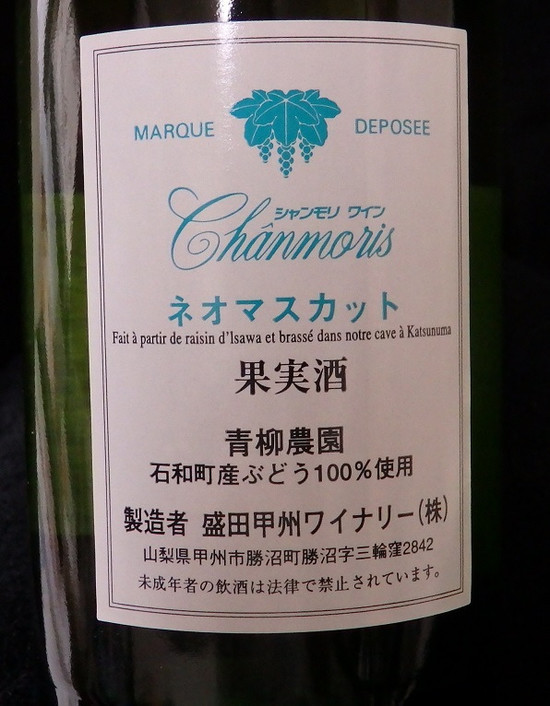 MARQUE DEPOSEE
シャンモリ ワイン
Chânmoris
ネオマスカット
Fait à partir de raisin d'Isawa et brassé dans notre cave à Katsunuma
果実酒
青柳農園
石和町産ぶどう100%使用
製造者 盛田甲州ワイナリー(株)
山梨県甲州市勝沼町勝沼字三輪窪2842
未成年者の飲酒は法律で禁止されています。